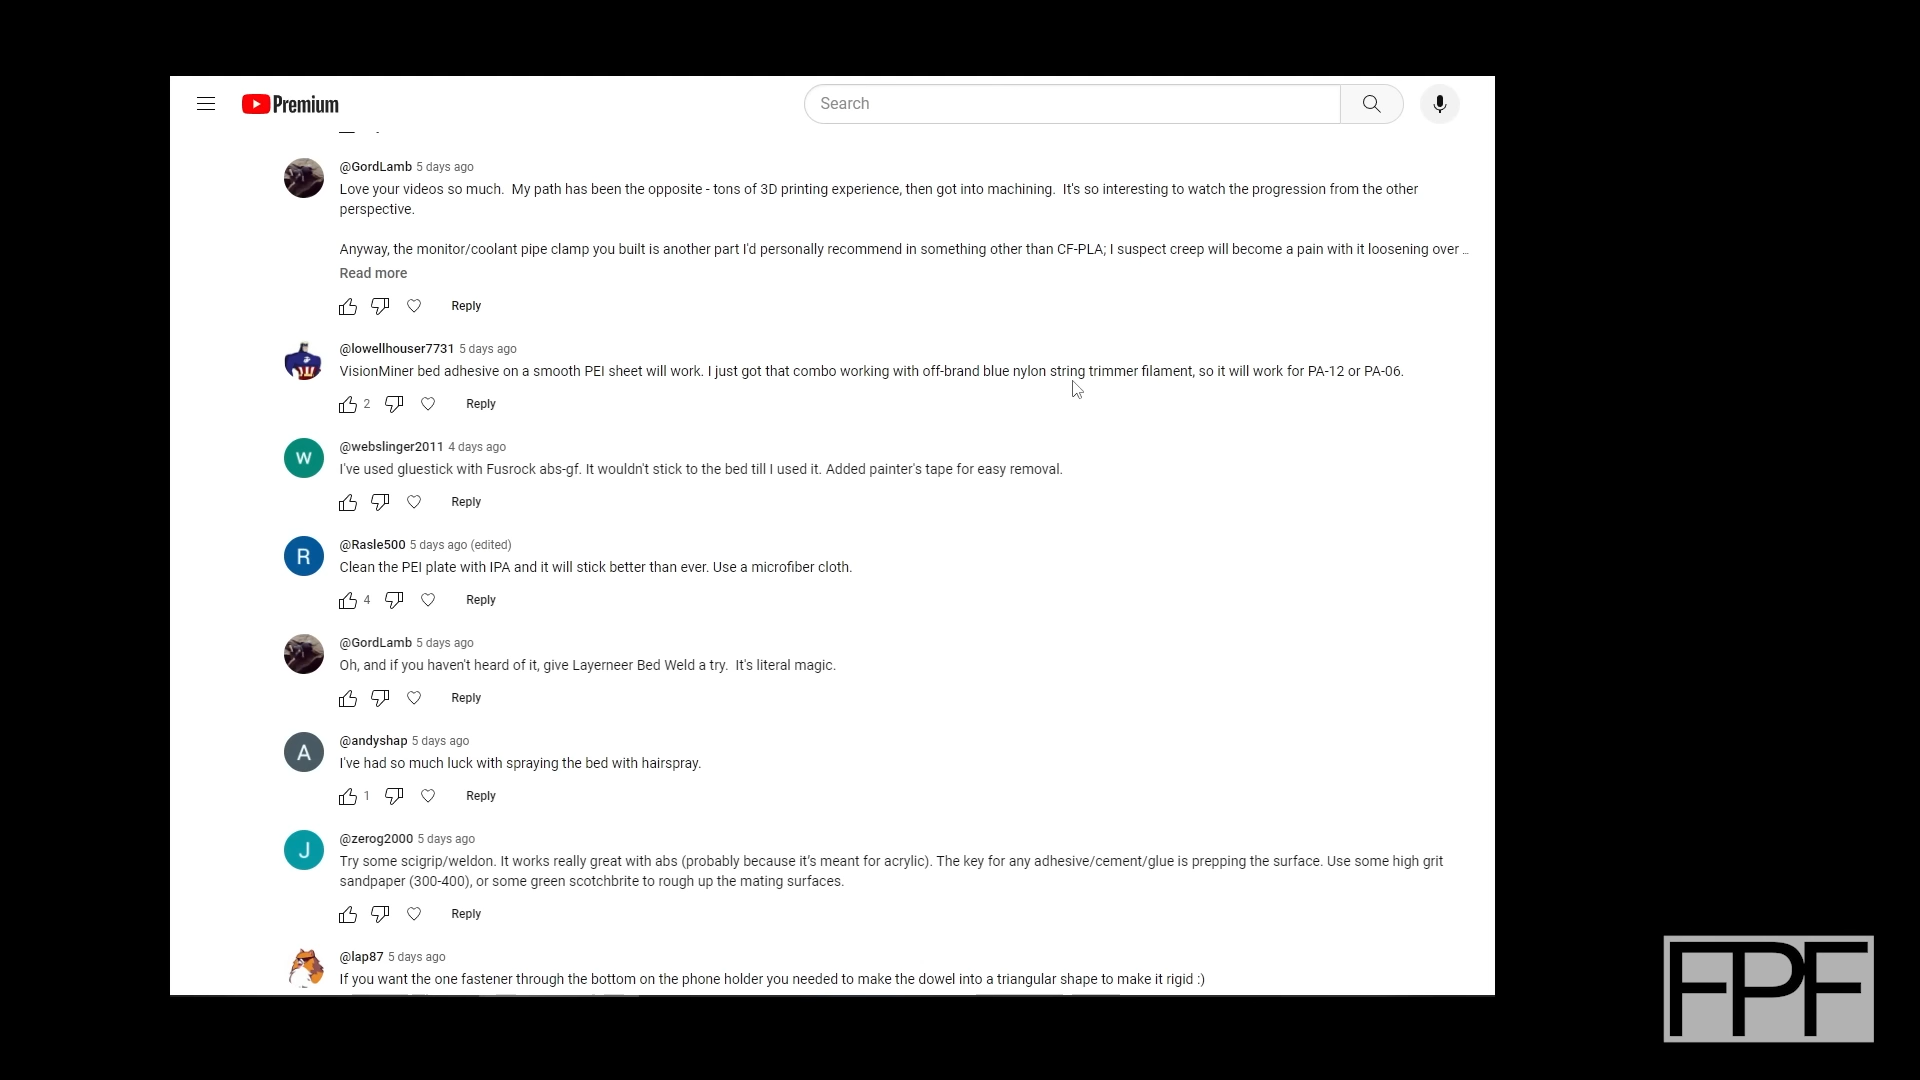 Premium
Search
@GordLamb 5 days ago
Love your videos so much.  My path has been the opposite - tons of 3D printing experience, then got into machining.  It's so interesting to watch the progression from the other
perspective.
Anyway, the monitor/coolant pipe clamp you built is another part I'd personally recommend in something other than CF-PLA; I suspect creep will become a pain with it loosening over ...
Read more
Reply
@lowellhouser7731 5 days ago
VisionMiner bed adhesive on a smooth PEI sheet will work. I just got that combo working with off-brand blue nylon string trimmer filament, so it will work for PA-12 or PA-06.
2 Reply
W
@webslinger2011 4 days ago
I've used gluestick with Fusrock abs-gf. It wouldn't stick to the bed till I used it. Added painter's tape for easy removal.
Reply
R
@Rasle500 5 days ago (edited)
Clean the PEI plate with IPA and it will stick better than ever. Use a microfiber cloth.
4 Reply
@GordLamb 5 days ago
Oh, and if you haven't heard of it, give Layerneer Bed Weld a try.  It's literal magic.
Reply
A
@andyshap 5 days ago
I've had so much luck with spraying the bed with hairspray.
1 Reply
J
@zerog2000 5 days ago
Try some scigrip/weldon. It works really great with abs (probably because it's meant for acrylic). The key for any adhesive/cement/glue is prepping the surface. Use some high grit
sandpaper (300-400), or some green scotchbrite to rough up the mating surfaces.
Reply
@lap87 5 days ago
If you want the one fastener through the bottom on the phone holder you needed to make the dowel into a triangular shape to make it rigid :)
FPF